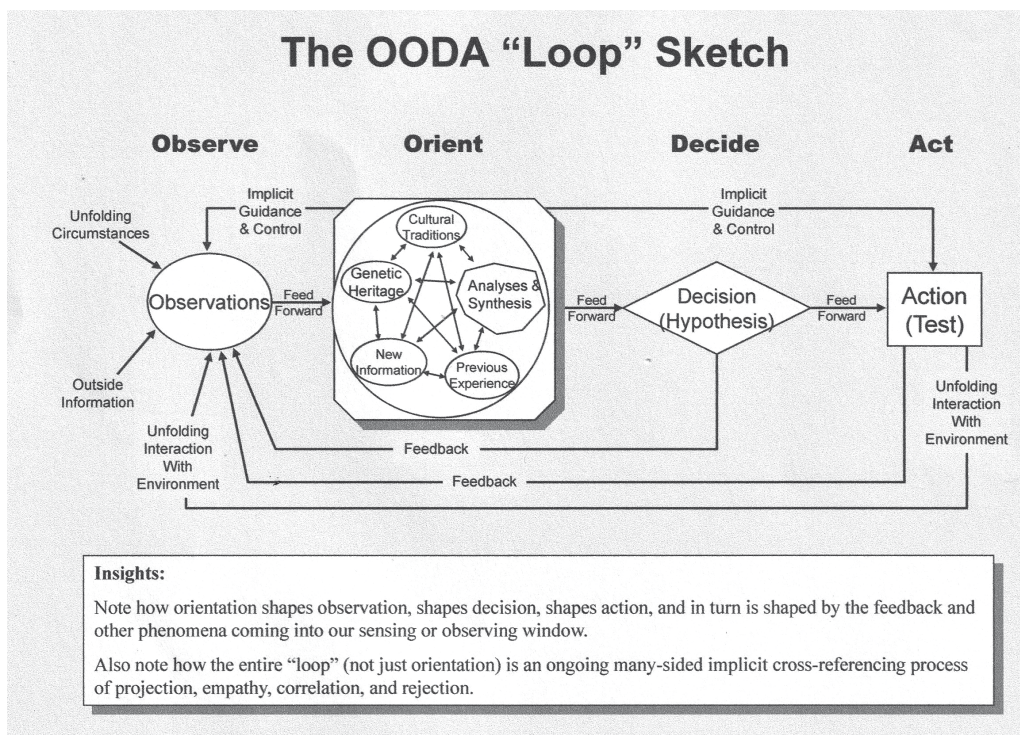 The OODA “Loop” Sketch
Observe
Orient
Decide
Act
Implicit
Guidance
& Control
Implicit
Guidance
& Control
Unfolding
Circumstances
Cultural
Traditions
Genetic
Heritage
Analyses &
Synthesis
New
Information
Previous
Experience
Observations
Feed
Forward
Feed
Forward
Decision
(Hypothesis)
Feed
Forward
Action
(Test)
Outside
Information
Unfolding
Interaction
With
Environment
Unfolding
Interaction
With
Environment
Feedback
Feedback
Insights:
Note how orientation shapes observation, shapes decision, shapes action, and in turn is shaped by the feedback and
other phenomena coming into our sensing or observing window.
Also note how the entire “loop” (not just orientation) is an ongoing many-sided implicit cross-referencing process
of projection, empathy, correlation, and rejection.